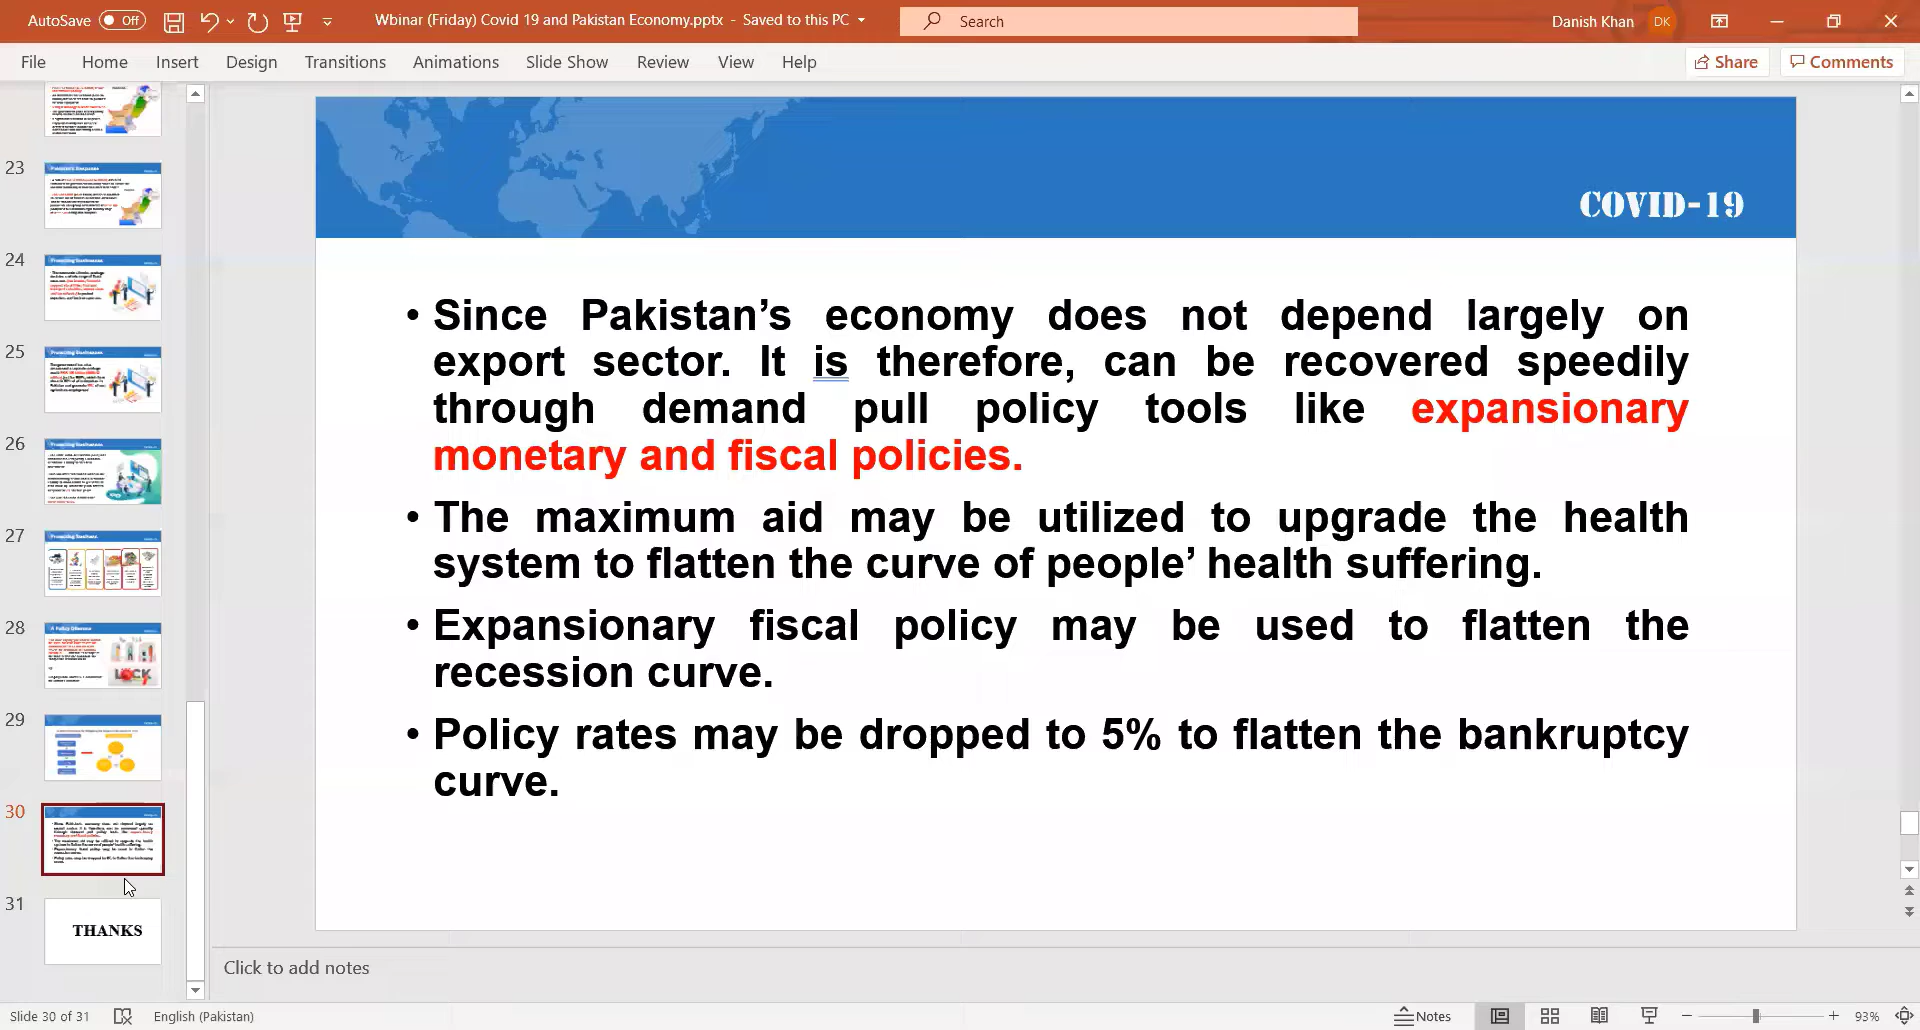 AutoSave Off Wbinar (Friday) Covid 19 and Pakistan Economy.pptx - Saved to this PC Search Danish Khan DK
File Home Insert Design Transitions Animations Slide Show Review View Help Share Comments
23
24
25
26
27
28
29
30
31
THANKS
COVID-19
• Since Pakistan’s economy does not depend largely on
export sector. It is therefore, can be recovered speedily
through demand pull policy tools like expansionary
monetary and fiscal policies.
• The maximum aid may be utilized to upgrade the health
system to flatten the curve of people’ health suffering.
• Expansionary fiscal policy may be used to flatten the
recession curve.
• Policy rates may be dropped to 5% to flatten the bankruptcy
curve.
Click to add notes
Slide 30 of 31 English (Pakistan) Notes 93%